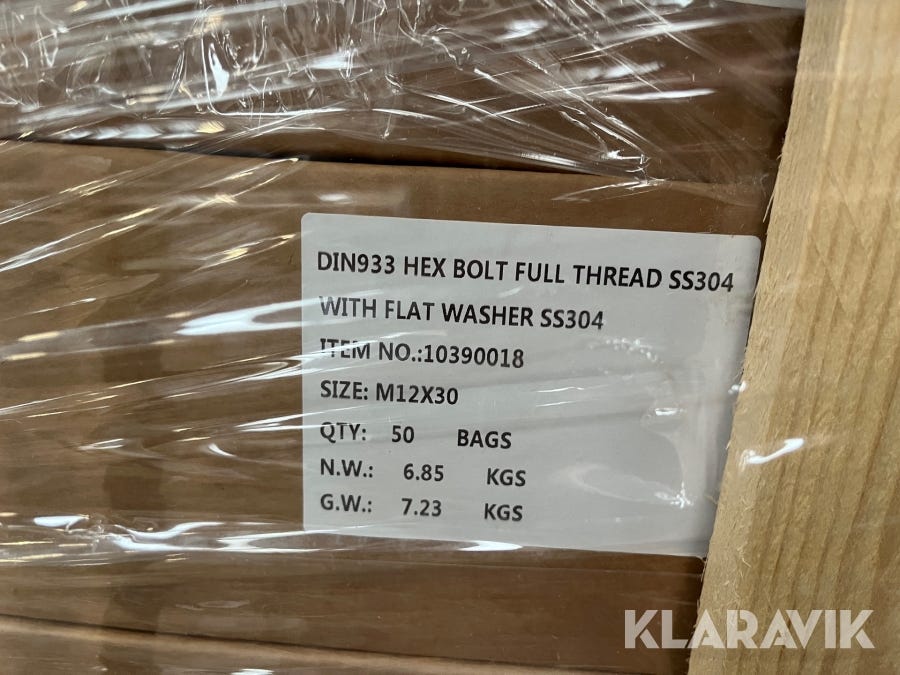 DIN933 HEX BOLT FULL THREAD SS304
WITH FLAT WASHER SS304
ITEM NO.:10390018
SIZE: M12X30
QTY: 50 BAGS
N.W.: 6.85 KGS
G.W.: 7.23 KGS
KLARAVIK